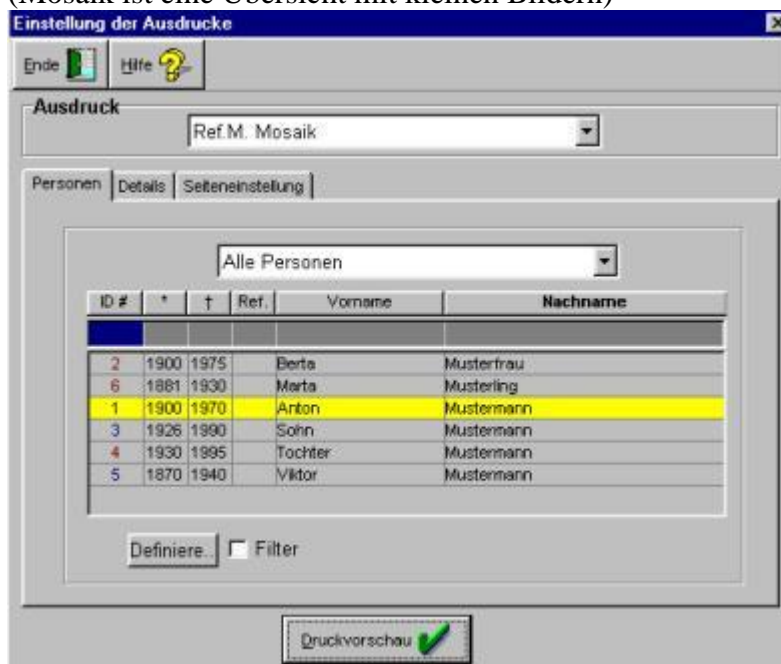 (Mosaik ist eine Übersicht mit kleinen Bildern)
Einstellung der Ausdrucke
Ende Hilfe
Ausdruck
Ref.M. Mosaik
Personen Details Seiteneinstellung
Alle Personen
ID # * † Ref. Vorname Nachname
2 1900 1975 Berta Musterfrau
6 1881 1930 Marta Musterling
1 1900 1970 Anton Mustermann
3 1926 1990 Sohn Mustermann
4 1930 1995 Tochter Mustermann
5 1870 1940 Viktor Mustermann
Definiere.. Filter
Druckvorschau